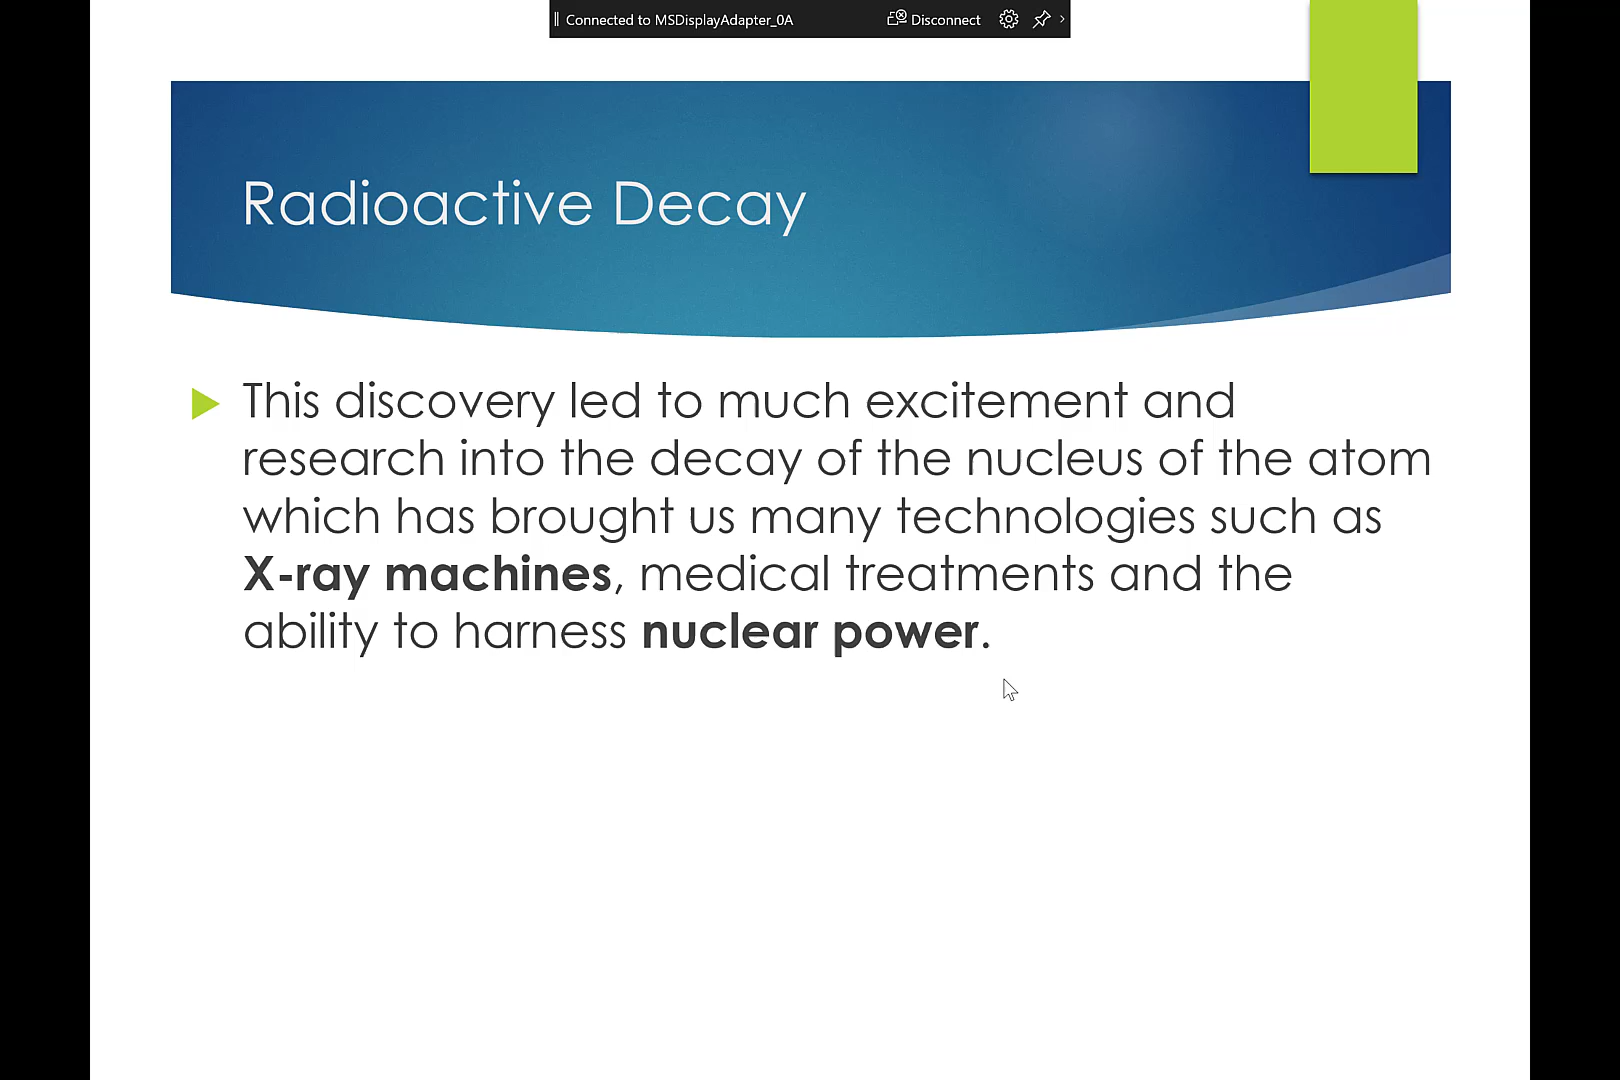 Connected to MSDisplayAdapter_0A Disconnect
Radioactive Decay
This discovery led to much excitement and
research into the decay of the nucleus of the atom
which has brought us many technologies such as
X-ray machines, medical treatments and the
ability to harness nuclear power.